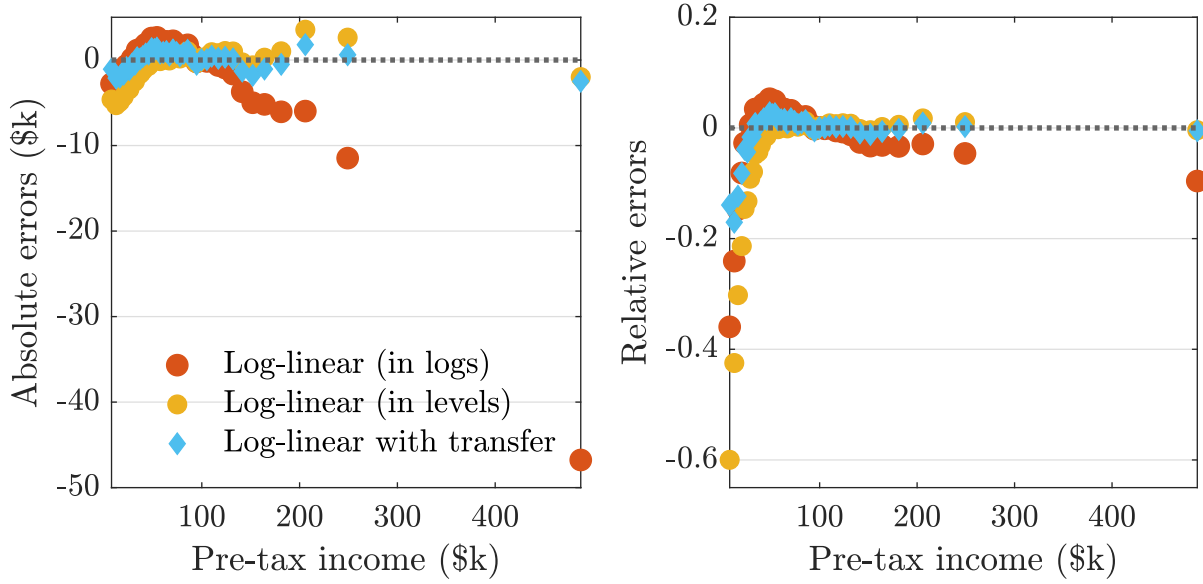 Absolute errors ($k)
0
-10
-20
-30
-40
-50
100
200
300
400
Pre-tax income ($k)
Log-linear (in logs)
Log-linear (in levels)
Log-linear with transfer
Relative errors
0.2
0
-0.2
-0.4
-0.6
100
200
300
400
Pre-tax income ($k)